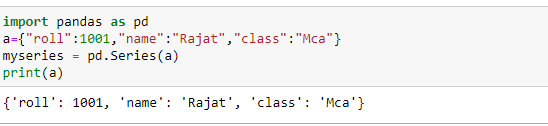 import pandas as pd
a={"roll":1001,"name":"Rajat","class":"Mca"}
myseries = pd.Series(a)
print(a)
{'roll': 1001, 'name': 'Rajat', 'class': 'Mca'}